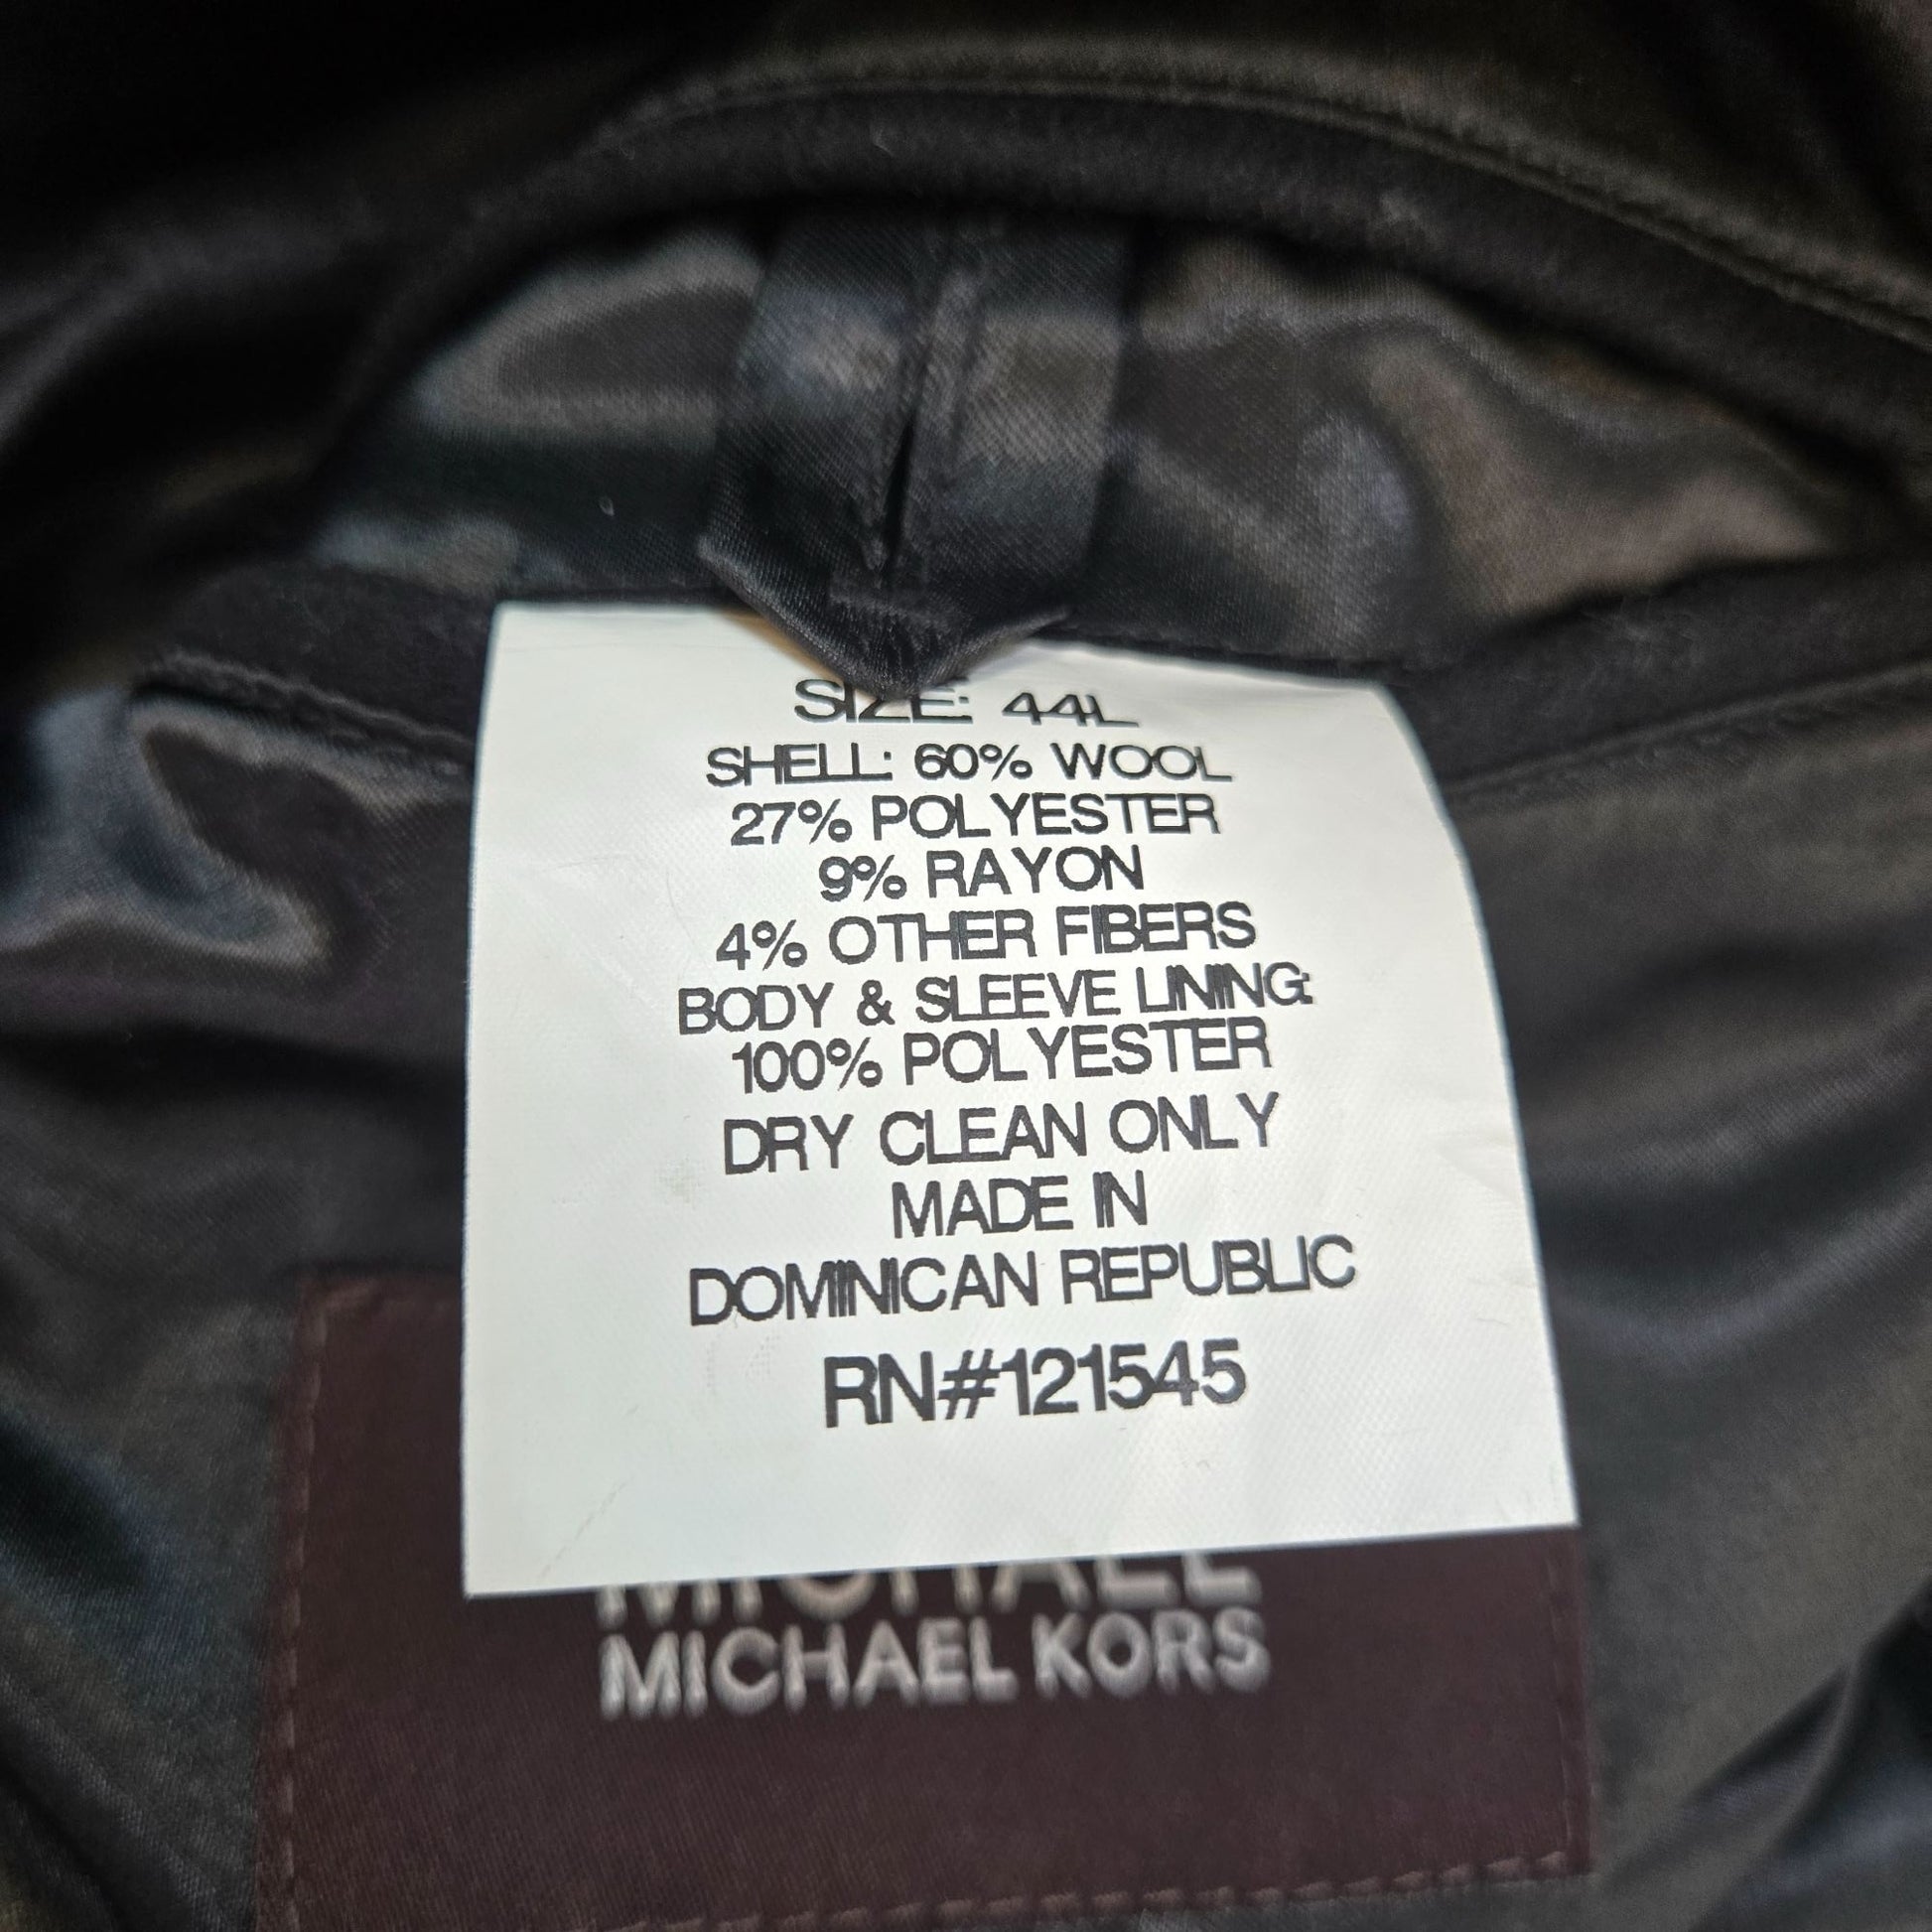 SIZE: 44L
SHELL: 60% WOOL
27% POLYESTER
9% RAYON
4% OTHER FIBERS
BODY & SLEEVE LINING:
100% POLYESTER
DRY CLEAN ONLY
MADE IN
DOMINICAN REPUBLIC
RN#121545
MICHAEL
MICHAEL KORS